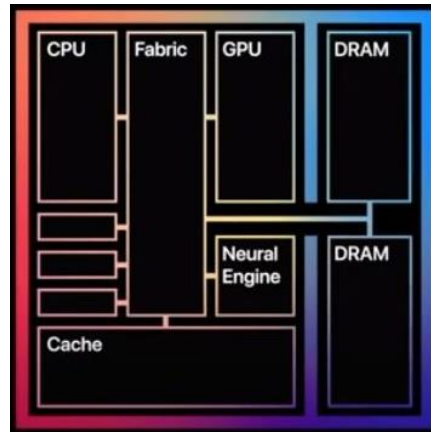 CPU
Fabric
GPU
DRAM
Neural
Engine
DRAM
Cache